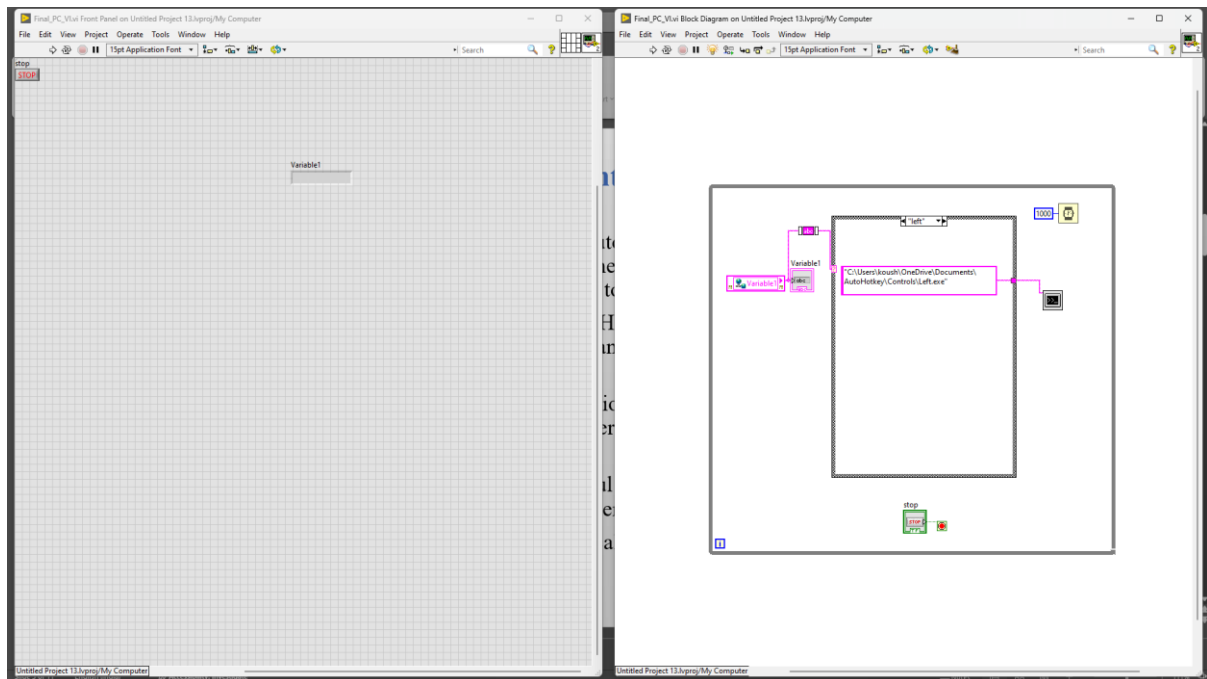 Final_PC_VI.vi Front Panel on Untitled Project 13.lvproj/My Computer
File Edit View Project Operate Tools Window Help
15pt Application Font
Search
stop
STOP
Variable1
Untitled Project 13.lvproj/My Computer
Final_PC_VI.vi Block Diagram on Untitled Project 13.lvproj/My Computer
File Edit View Project Operate Tools Window Help
15pt Application Font
Search
1000
"left"
Variable1
abc
Variable1
"C:\Users\koush\OneDrive\Documents\
AutoHotkey\Controls\Left.exe"
stop
STOP
i
Untitled Project 13.lvproj/My Computer